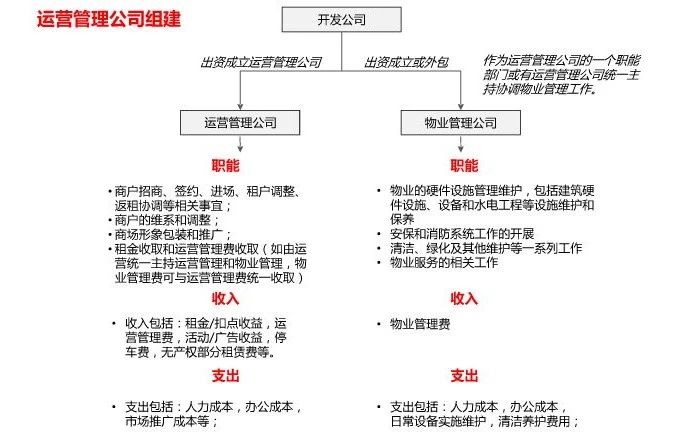 运营管理公司组建
开发公司
出资成立运营管理公司
出资成立或外包
作为运营管理公司的一个职能
部门或有运营管理公司统一主
持协调物业管理工作。
运营管理公司
物业管理公司
职能
• 商户招商、签约、进场、租户调整、
返租协调等相关事宜；
• 商户的维系和调整；
• 商场形象包装和推广；
• 租金收取和运营管理费收取（如由运
营统一主持运营管理和物业管理，物
业管理费可与运营管理费统一收取）
职能
• 物业的硬件设施管理维护，包括建筑硬
件设施、设备和水电工程等设施维护和
保养
• 安保和消防系统工作的开展
• 清洁、绿化及其他维护等一系列工作
• 物业服务的相关工作
收入
• 收入包括：租金/扣点收益，运
营管理费，活动/广告收益，停
车费，无产权部分租赁费等。
收入
• 物业管理费
支出
• 支出包括：人力成本，办公成本，
市场推广成本等；
支出
• 支出包括：人力成本，办公成本，
日常设备实施维护，清洁养护费用；